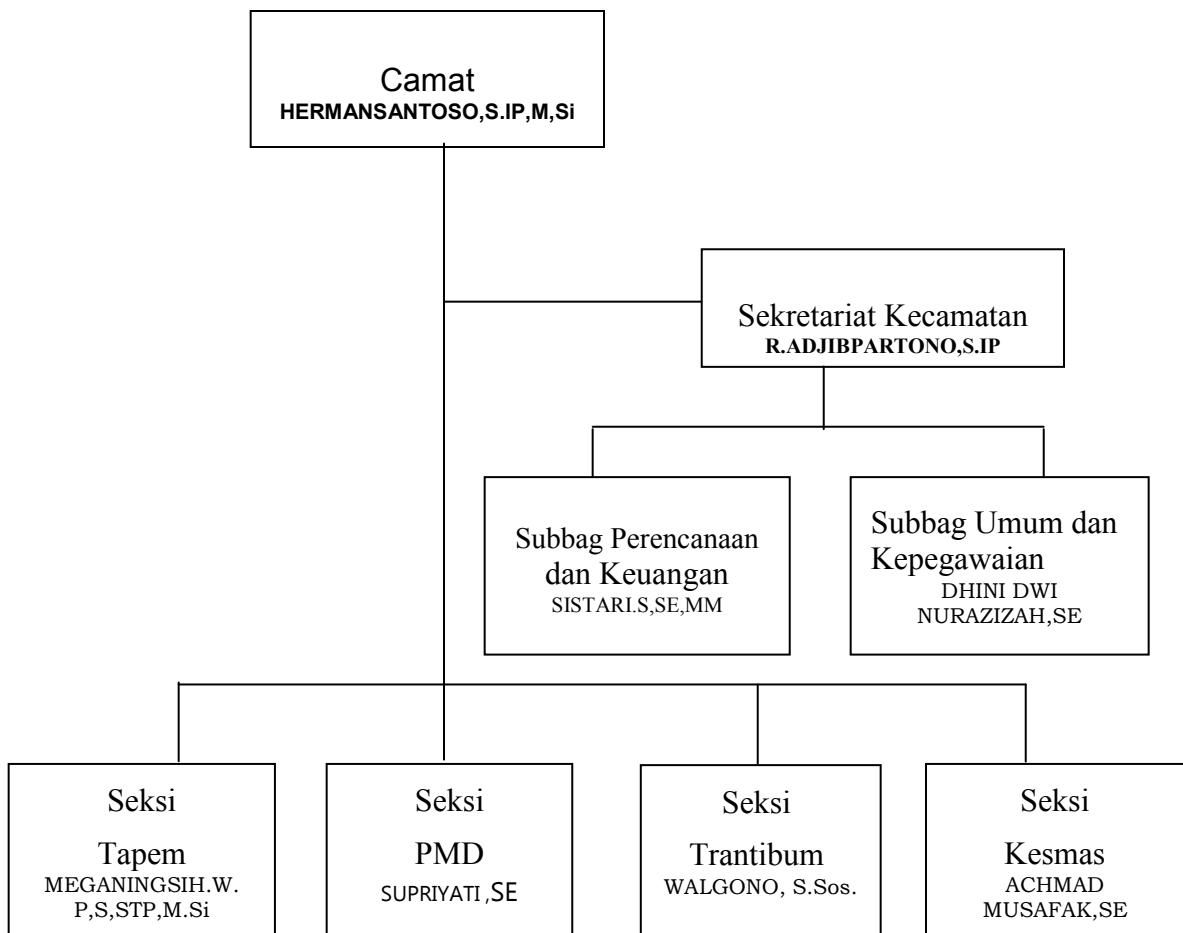 Camat
HERMANSANTOSO,S.IP,M,Si
Sekretariat Kecamatan
R.ADJIBPARTONO,S.IP
Subbag Perencanaan
dan Keuangan
SISTARI.S,SE,MM
Subbag Umum dan
Kepegawaian
DHINI DWI
NURAZIZAH,SE
Seksi
Tapem
MEGANINGSIH.W.
P,S,STP,M.Si
Seksi
PMD
SUPRIYATI ,SE
Seksi
Trantibum
WALGONO, S.Sos.
Seksi
Kesmas
ACHMAD
MUSAFAK,SE